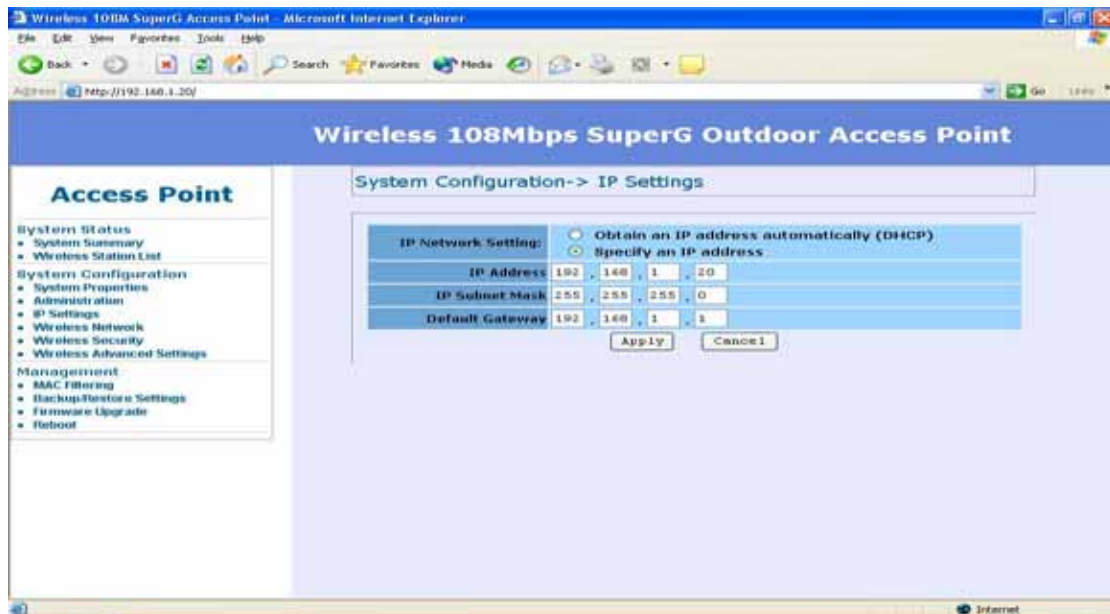 Wireless 108M SuperG Access Point - Microsoft Internet Explorer
File Edit View Favorites Tools Help
Back Search Favorites Media
Address http://192.168.1.20/ Go Links
Wireless 108Mbps SuperG Outdoor Access Point
Access Point
System Status
System Summary
Wireless Station List
System Configuration
System Properties
Administration
IP Settings
Wireless Network
Wireless Security
Wireless Advanced Settings
Management
MAC Filtering
Backup/Restore Settings
Firmware Upgrade
Reboot
System Configuration-> IP Settings
IP Network Setting: Obtain an IP address automatically (DHCP)
Specify an IP address
IP Address 192 . 168 . 1 . 20
IP Subnet Mask 255 . 255 . 255 . 0
Default Gateway 192 . 168 . 1 . 1
Apply Cancel
Internet